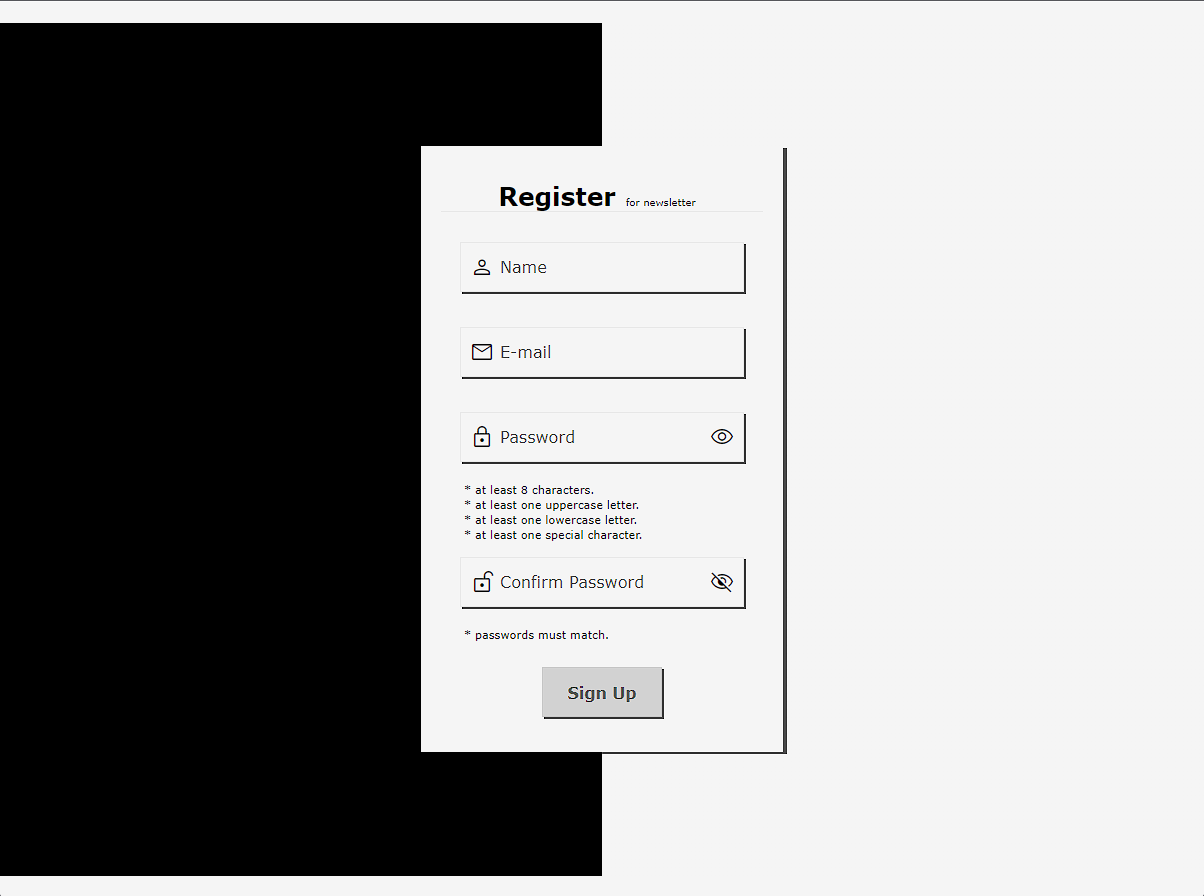 Register for newsletter
Name
E-mail
Password
* at least 8 characters.
* at least one uppercase letter.
* at least one lowercase letter.
* at least one special character.
Confirm Password
* passwords must match.
Sign Up